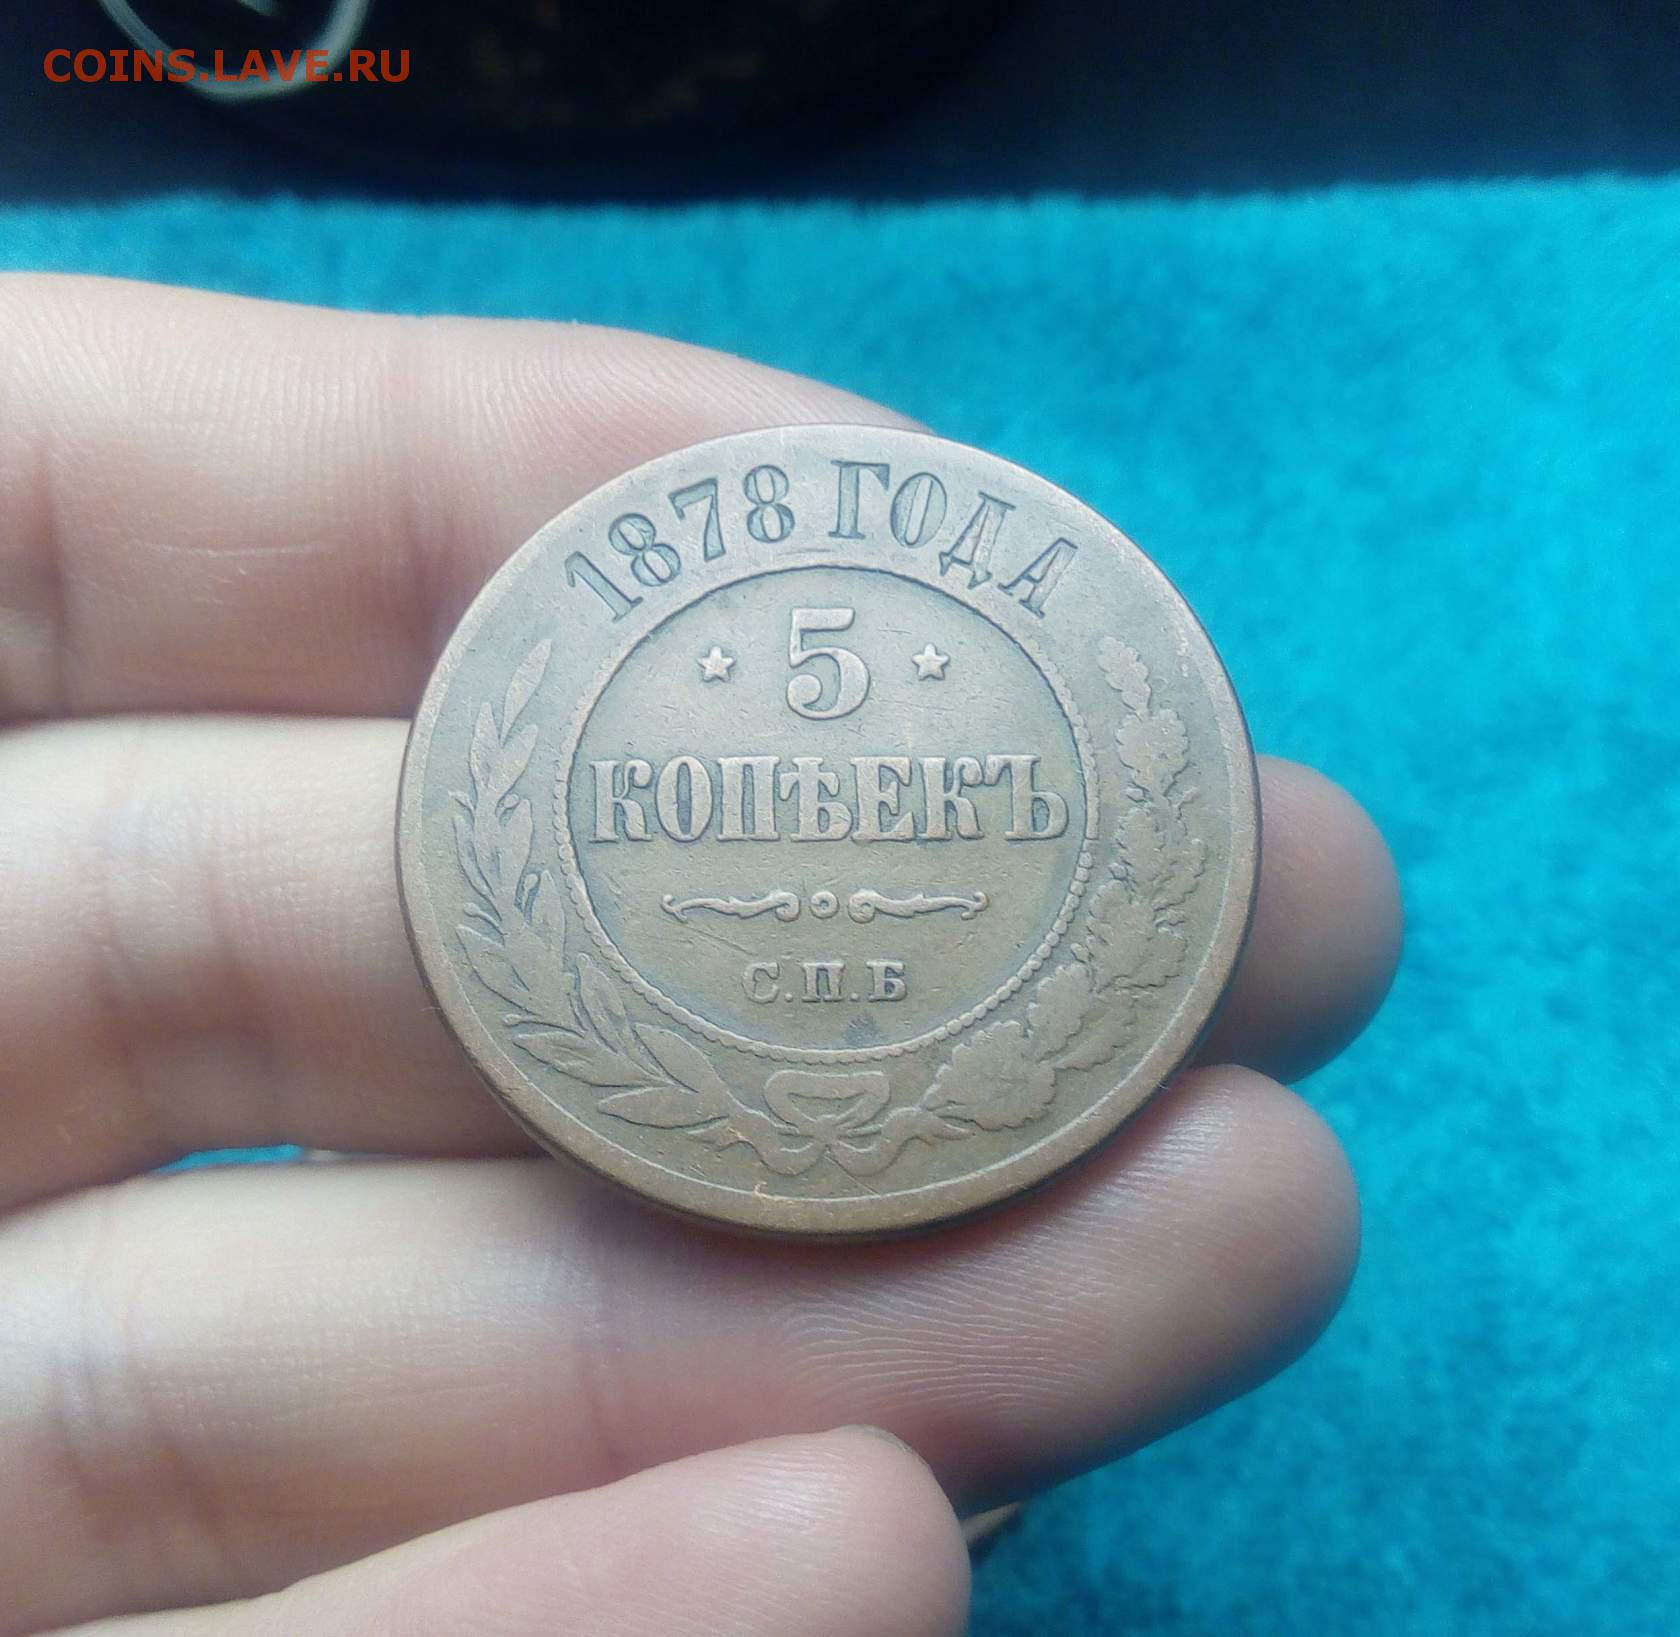 COINS.LAVE.RU
1878 ГОДА
5
КОПѢЕКЪ
С.П.Б